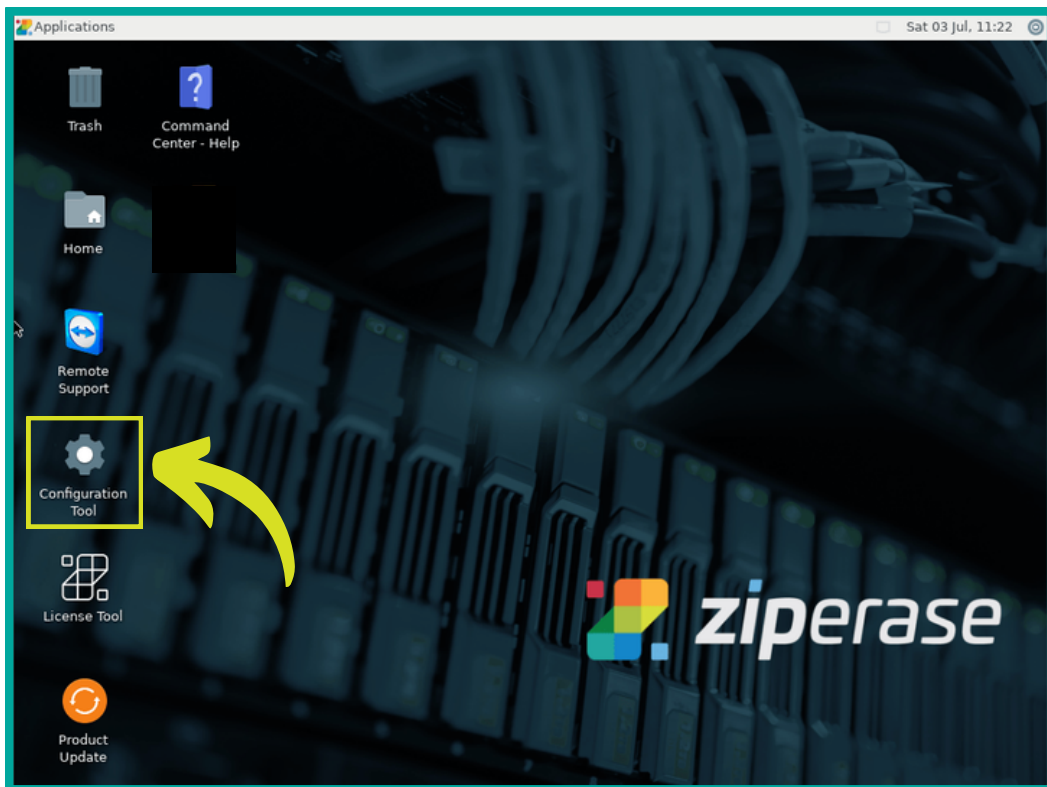 Applications
Sat 03 Jul, 11:22
Trash
Command
Center - Help
Home
Remote
Support
Configuration
Tool
License Tool
Product
Update
ziperase